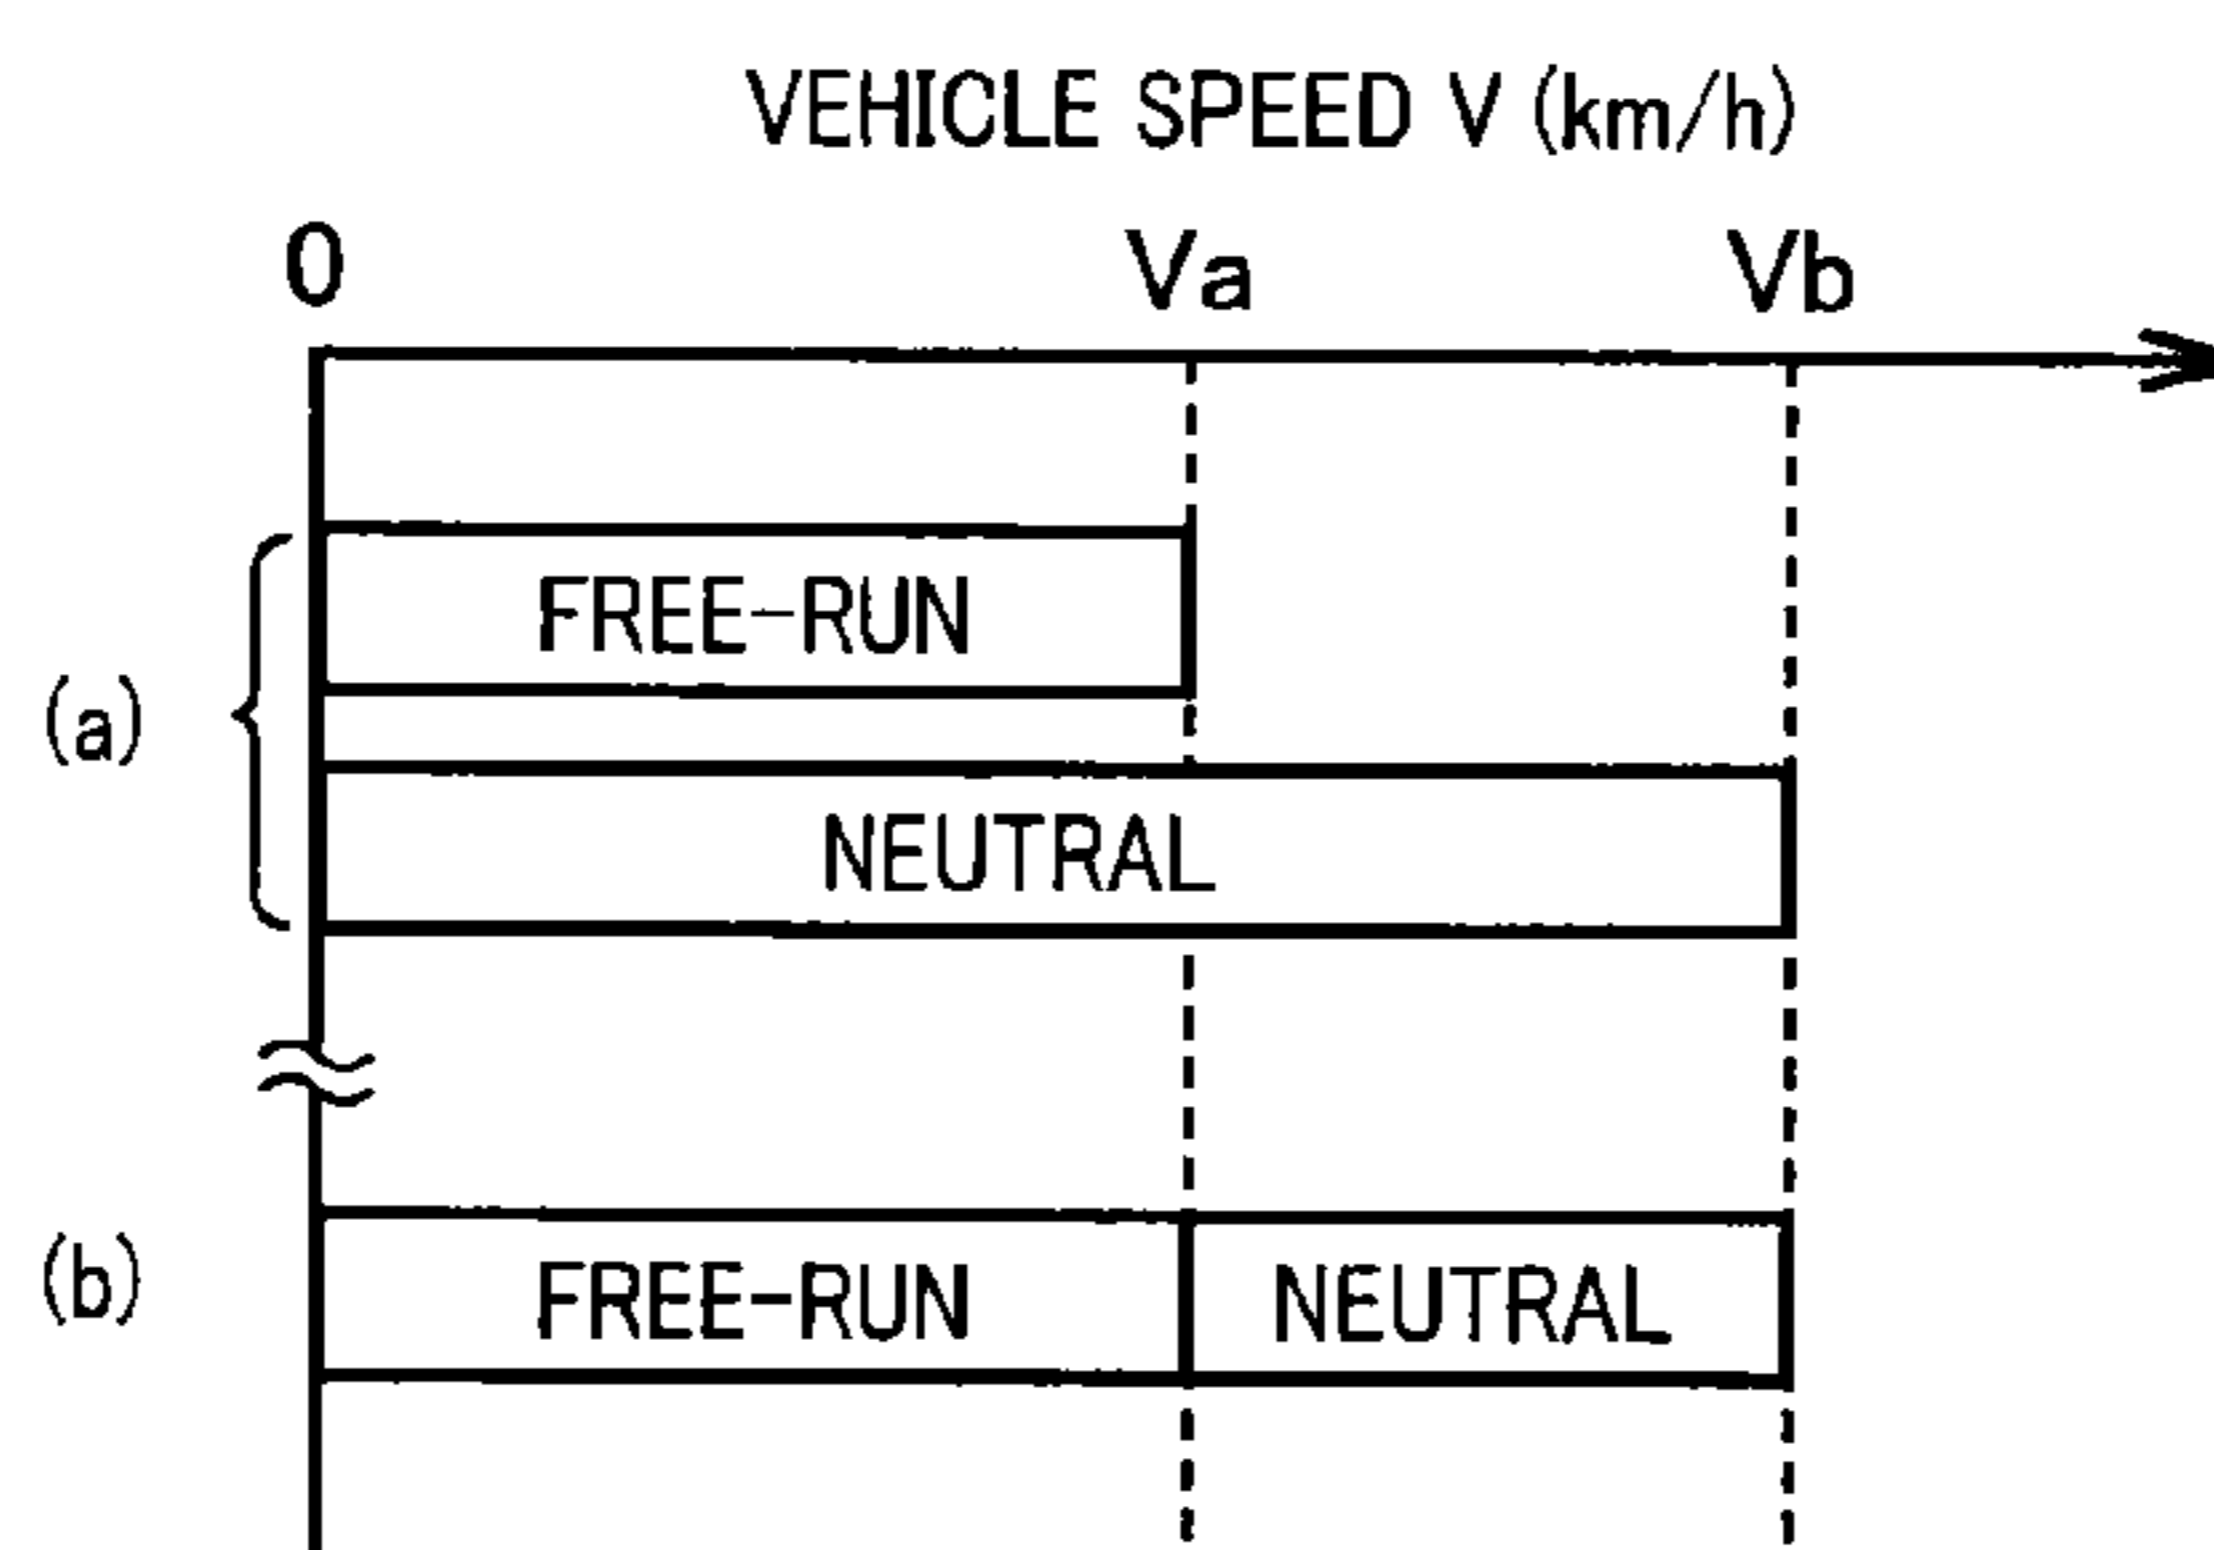 VEHICLE SPEED V (km/h)
0 Va Vb
FREE-RUN
(a)
NEUTRAL
(b) FREE-RUN NEUTRAL